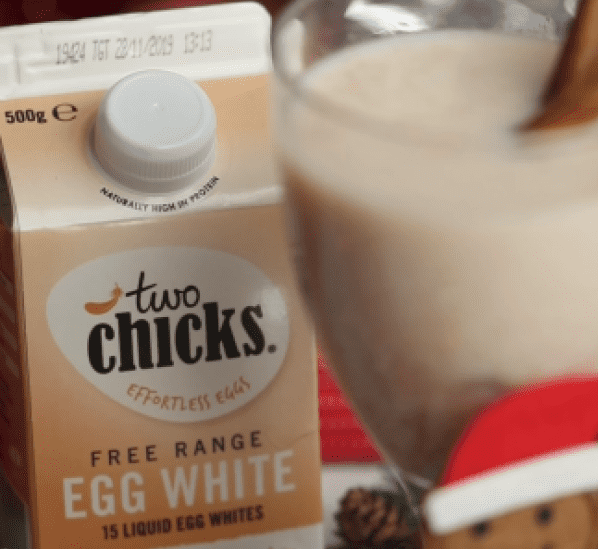 19424 TGT 28/11/2019 13:13
500g e
NATURALLY HIGH IN PROTEIN
two
chicks.
EFFORTLESS EGGS
FREE RANGE
EGG WHITE
15 LIQUID EGG WHITES